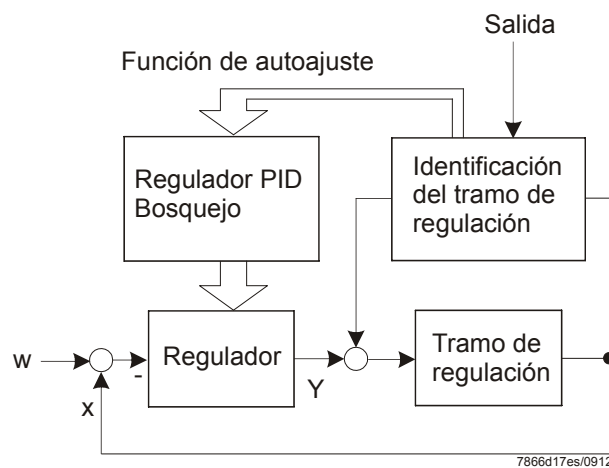 Salida
Función de autoajuste
Regulador PID
Bosquejo
Identificación
del tramo de
regulación
w
-
x
Regulador
Y
Tramo de
regulación
7866d17es/0912